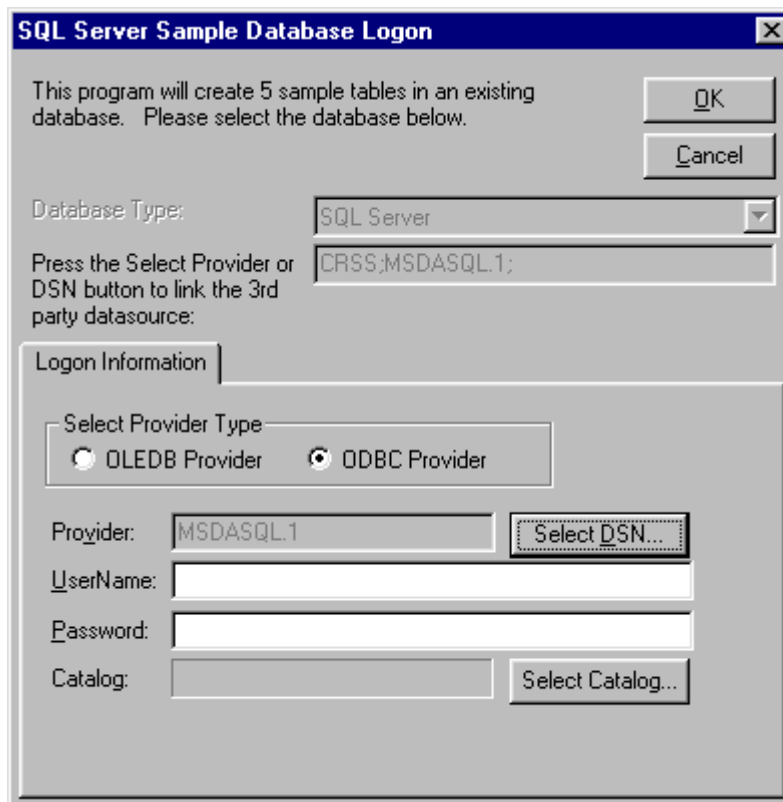 SQL Server Sample Database Logon
This program will create 5 sample tables in an existing
database. Please select the database below.
OK
Cancel
Database Type:
SQL Server
Press the Select Provider or
DSN button to link the 3rd
party datasource:
CRSS;MSDASQL.1;
Logon Information
Select Provider Type
OLEDB Provider
ODBC Provider
Provider:
MSDASQL.1
Select DSN...
UserName:
Password:
Catalog:
Select Catalog...